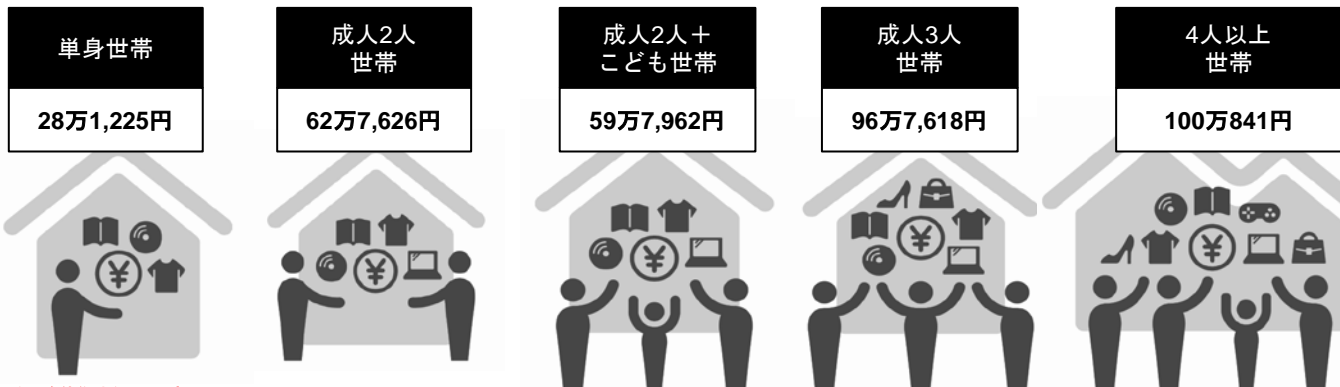 単身世帯
28万1,225円
成人2人
世帯
62万7,626円
成人2人＋
こども世帯
59万7,962円
成人3人
世帯
96万7,618円
4人以上
世帯
100万841円
¥
¥
¥
¥
¥